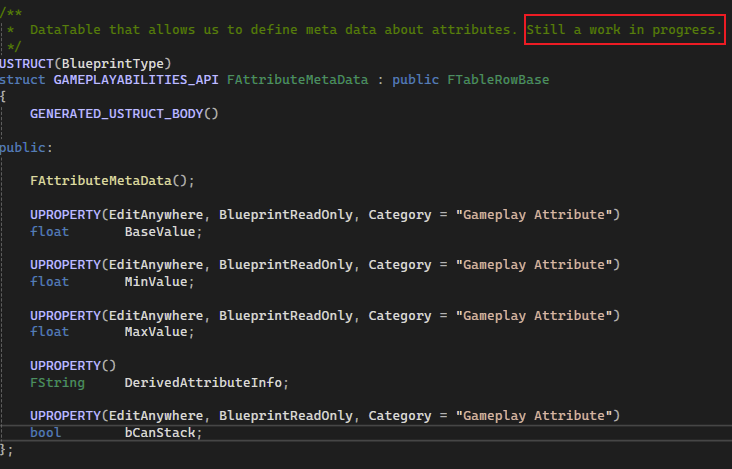 /**
 *  DataTable that allows us to define meta data about attributes. Still a work in progress.
 */
USTRUCT(BlueprintType)
struct GAMEPLAYABILITIES_API FAttributeMetaData : public FTableRowBase
{
    GENERATED_USTRUCT_BODY()
public:
    FAttributeMetaData();
    UPROPERTY(EditAnywhere, BlueprintReadOnly, Category = "Gameplay Attribute")
    float       BaseValue;
    UPROPERTY(EditAnywhere, BlueprintReadOnly, Category = "Gameplay Attribute")
    float       MinValue;
    UPROPERTY(EditAnywhere, BlueprintReadOnly, Category = "Gameplay Attribute")
    float       MaxValue;
    UPROPERTY()
    FString     DerivedAttributeInfo;
    UPROPERTY(EditAnywhere, BlueprintReadOnly, Category = "Gameplay Attribute")
    bool        bCanStack;
};